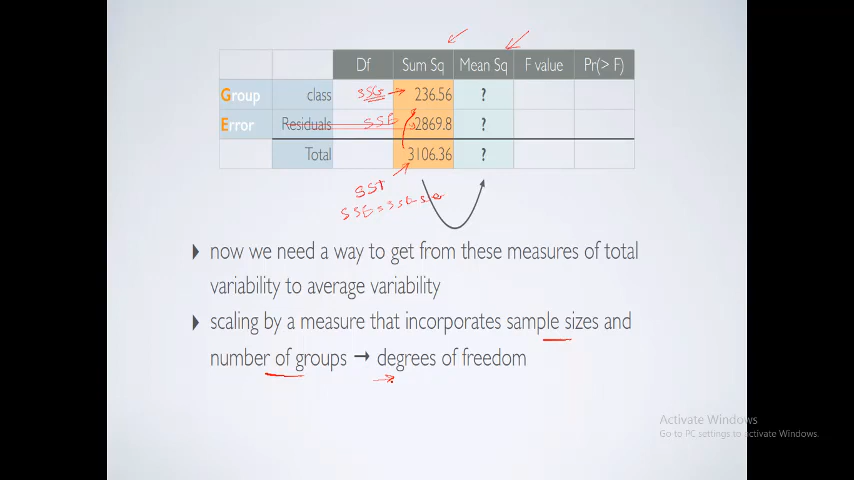 Df Sum Sq Mean Sq F value Pr(> F)
Group class SSG 236.56 ?
Error Residuals SSE 2869.8 ?
Total 3106.36 ?
SST
now we need a way to get from these measures of total
variability to average variability
scaling by a measure that incorporates sample sizes and
number of groups → degrees of freedom
Activate Windows
Go to PC settings to activate Windows.